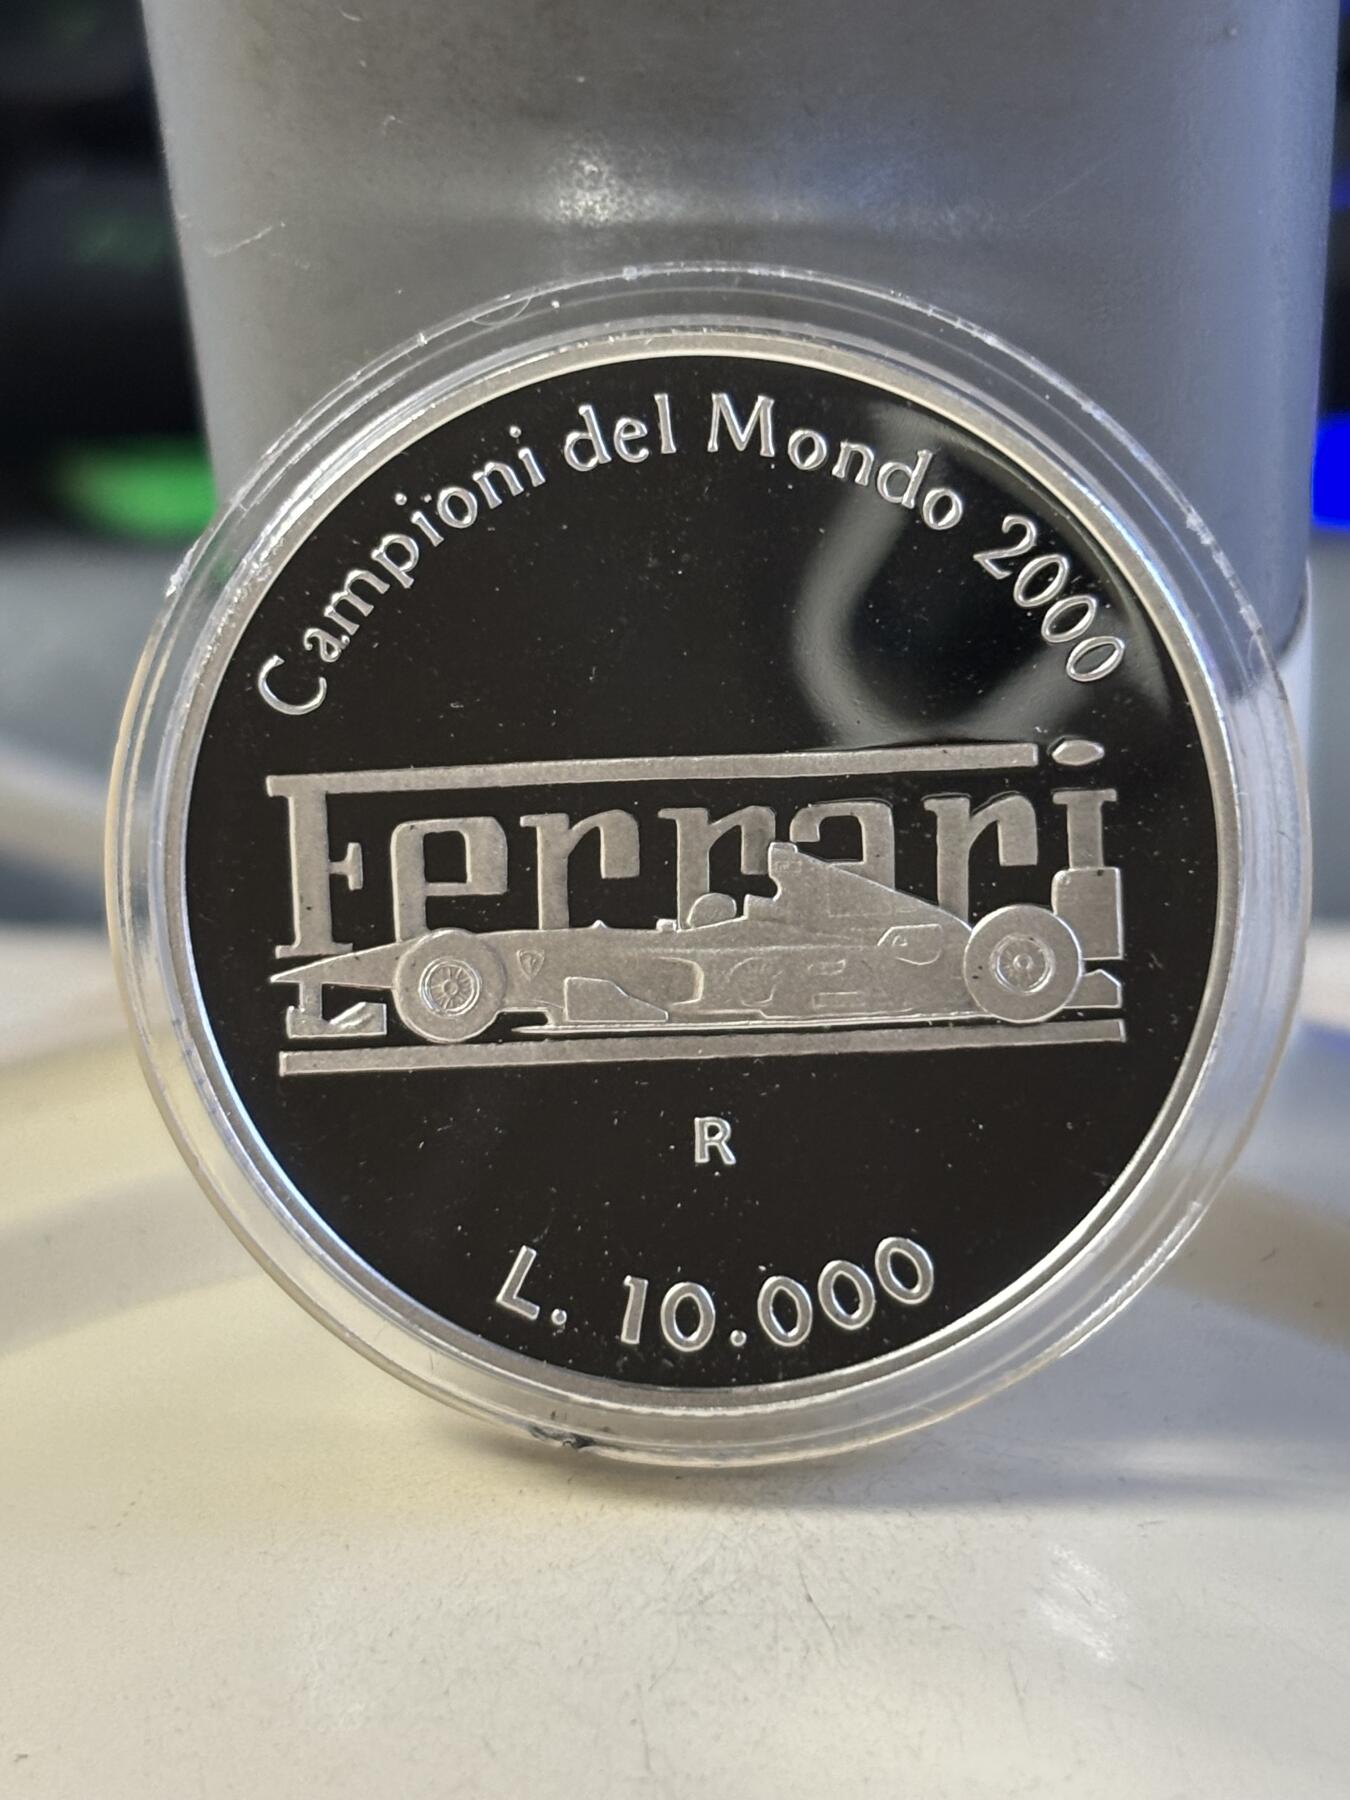 Campioni del Mondo 2000
Ferrari
R
L. 10.000